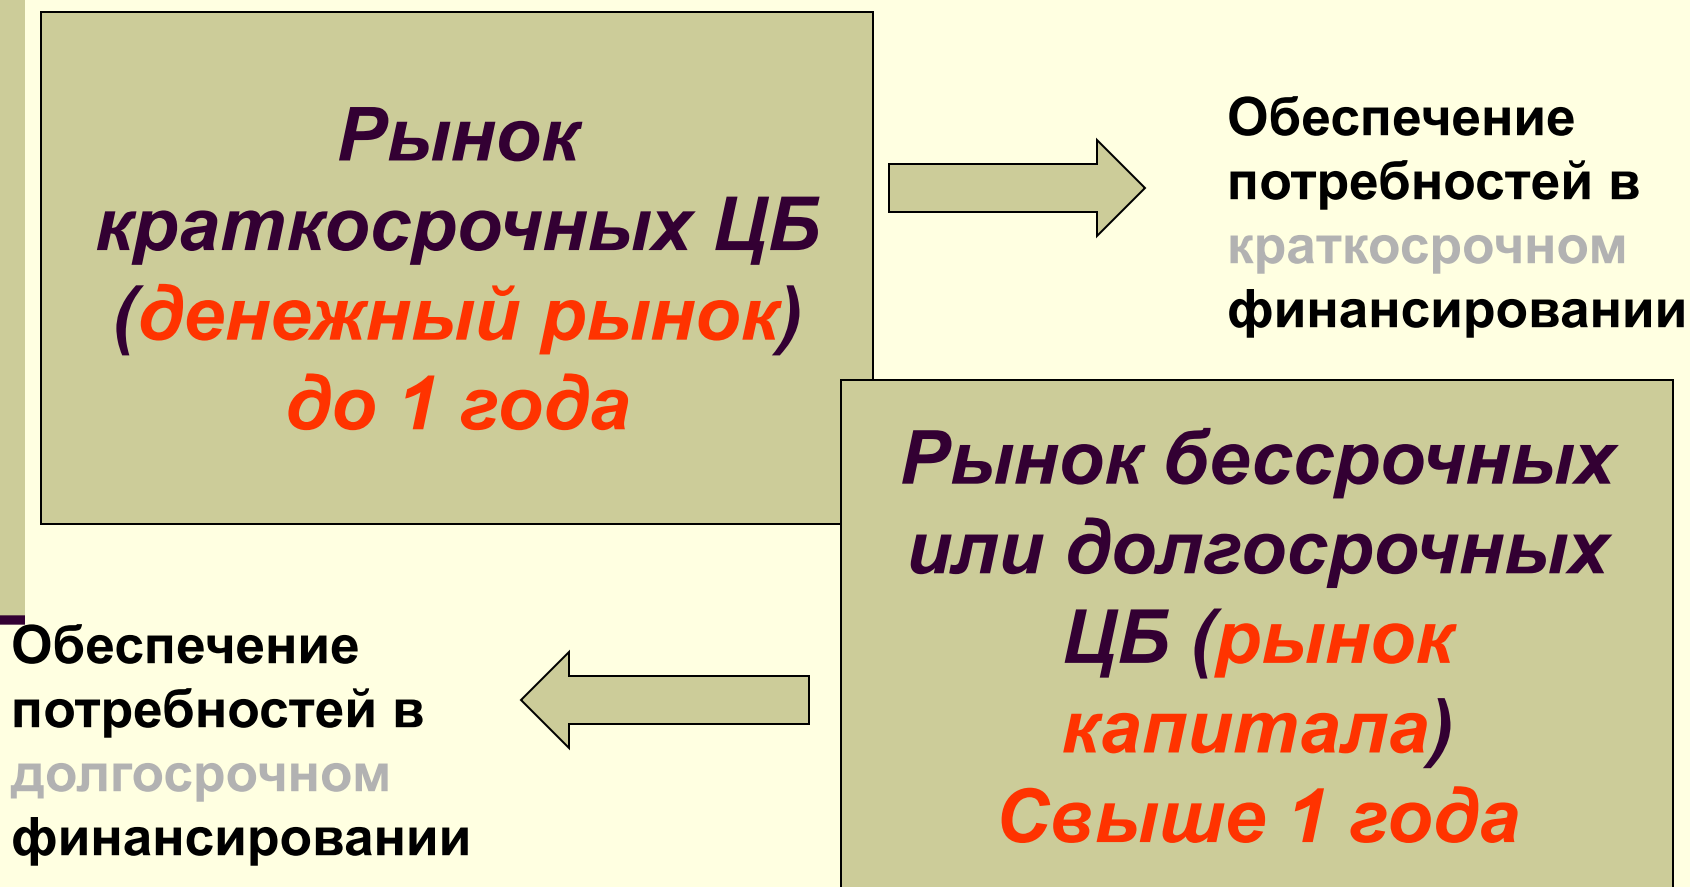 Рынок
краткосрочных ЦБ
(денежный рынок)
до 1 года
Обеспечение
потребностей в
краткосрочном
финансировании
Рынок бессрочных
или долгосрочных
ЦБ (рынок
капитала)
Свыше 1 года
Обеспечение
потребностей в
долгосрочном
финансировании